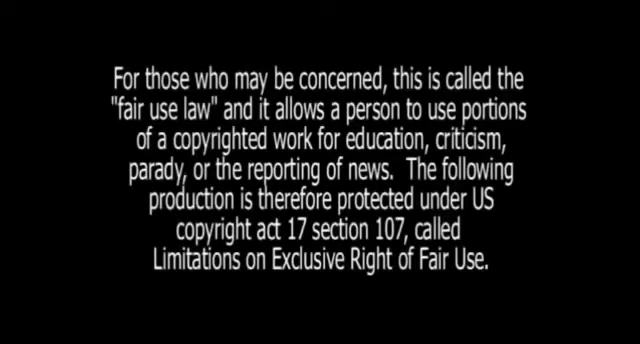 For those who may be concerned, this is called the
"fair use law" and it allows a person to use portions
of a copyrighted work for education, criticism,
parady, or the reporting of news.  The following
production is therefore protected under US
copyright act 17 section 107, called
Limitations on Exclusive Right of Fair Use.